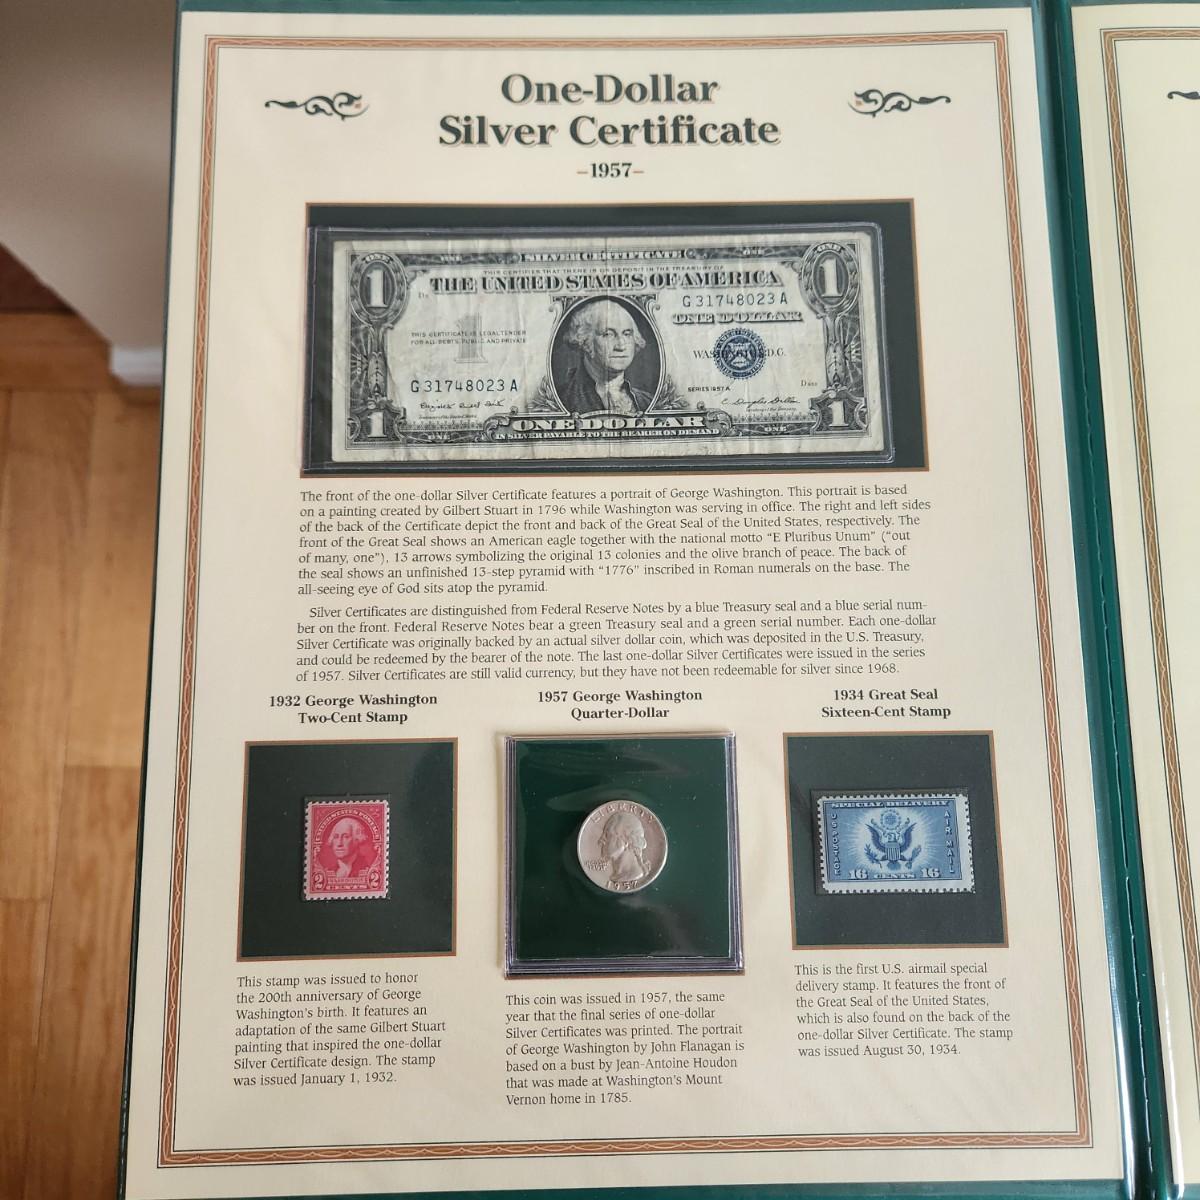 One-Dollar
Silver Certificate
–1957–
SILVER CERTIFICATE
THIS CERTIFIES THAT THERE IS ON DEPOSIT IN THE TREASURY OF
THE UNITED STATES OF AMERICA
ONE
ONE
1
1
G 31748023 A
ONE DOLLAR
THIS CERTIFICATE IS LEGAL TENDER
FOR ALL DEBTS, PUBLIC AND PRIVATE
1
WASHINGTON, D.C.
G 31748023 A
SERIES 1957 A
1
1
ONE DOLLAR
ONE
ONE
IN SILVER PAYABLE TO THE BEARER ON DEMAND
The front of the one-dollar Silver Certificate features a portrait of George Washington. This portrait is based
on a painting created by Gilbert Stuart in 1796 while Washington was serving in office. The right and left sides
of the back of the Certificate depict the front and back of the Great Seal of the United States, respectively. The
front of the Great Seal shows an American eagle together with the national motto “E Pluribus Unum” (“out
of many, one”), 13 arrows symbolizing the original 13 colonies and the olive branch of peace. The back of
the seal shows an unfinished 13-step pyramid with “1776” inscribed in Roman numerals on the base. The
all-seeing eye of God sits atop the pyramid.
Silver Certificates are distinguished from Federal Reserve Notes by a blue Treasury seal and a blue serial num-
ber on the front. Federal Reserve Notes bear a green Treasury seal and a green serial number. Each one-dollar
Silver Certificate was originally backed by an actual silver dollar coin, which was deposited in the U.S. Treasury,
and could be redeemed by the bearer of the note. The last one-dollar Silver Certificates were issued in the series
of 1957. Silver Certificates are still valid currency, but they have not been redeemable for silver since 1968.
1932 George Washington
Two-Cent Stamp
UNITED STATES POSTAGE
WASHINGTON
2 2
CENTS
This stamp was issued to honor
the 200th anniversary of George
Washington's birth. It features an
adaptation of the same Gilbert Stuart
painting that inspired the one-dollar
Silver Certificate design. The stamp
was issued January 1, 1932.
1957 George Washington
Quarter-Dollar
LIBERTY
1957
This coin was issued in 1957, the same
year that the final series of one-dollar
Silver Certificates was printed. The portrait
of George Washington by John Flanagan is
based on a bust by Jean-Antoine Houdon
that was made at Washington's Mount
Vernon home in 1785.
1934 Great Seal
Sixteen-Cent Stamp
SPECIAL DELIVERY
U.S. POSTAGE
AIR MAIL
16 CENTS 16
This is the first U.S. airmail special
delivery stamp. It features the front of
the Great Seal of the United States,
which is also found on the back of the
one-dollar Silver Certificate. The stamp
was issued August 30, 1934.